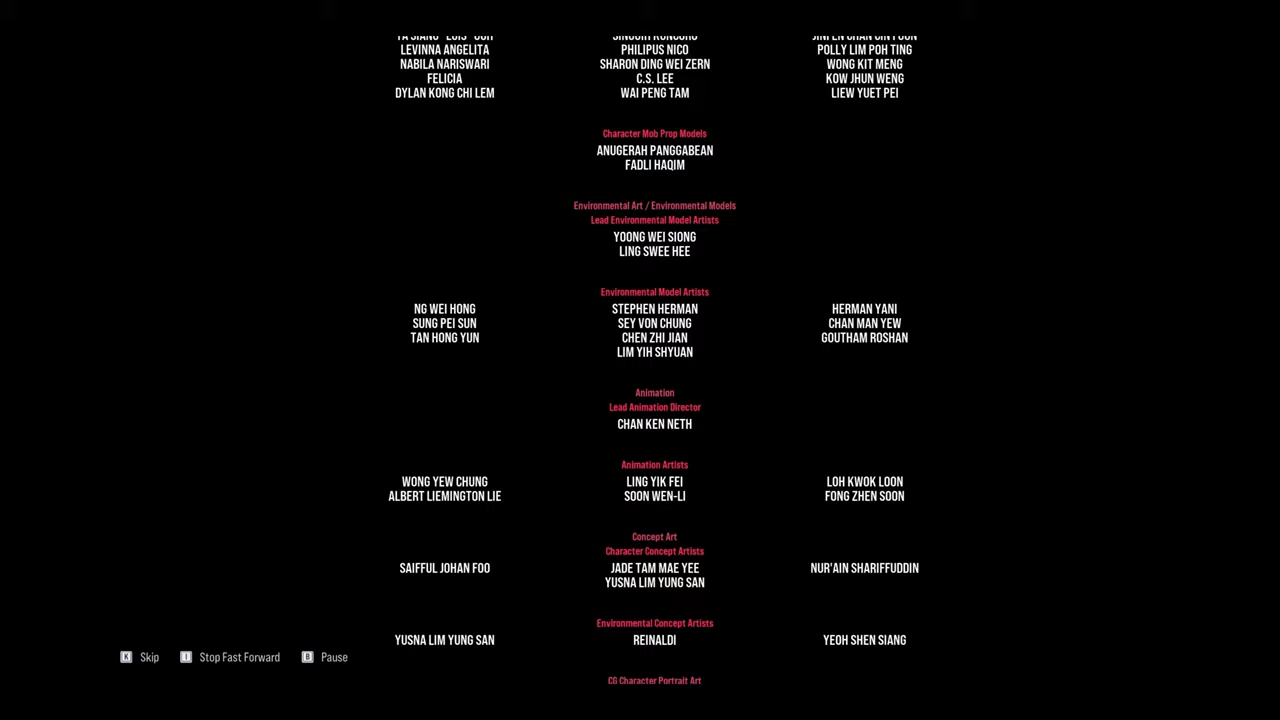 LEVINNA ANGELITA PHILIPUS NICO POLLY LIM POH TING
NABILA NARISWARI SHARON DING WEI ZERN WONG KIT MENG
FELICIA C.S. LEE KOW JHUN WENG
DYLAN KONG CHI LEM WAI PENG TAM LIEW YUET PEI
Character Mob Prop Models
ANUGERAH PANGGABEAN
FADLI HAQIM
Environmental Art / Environmental Models
Lead Environmental Model Artists
YOONG WEI SIONG
LING SWEE HEE
Environmental Model Artists
NG WEI HONG STEPHEN HERMAN HERMAN YANI
SUNG PEI SUN SEY VON CHUNG CHAN MAN YEW
TAN HONG YUN CHEN ZHI JIAN GOUTHAM ROSHAN
LIM YIH SHYUAN
Animation
Lead Animation Director
CHAN KEN NETH
Animation Artists
WONG YEW CHUNG LING YIK FEI LOH KWOK LOON
ALBERT LIEMINGTON LIE SOON WEN-LI FONG ZHEN SOON
Concept Art
Character Concept Artists
SAIFFUL JOHAN FOO JADE TAM MAE YEE NUR'AIN SHARIFFUDDIN
YUSNA LIM YUNG SAN
Environmental Concept Artists
YUSNA LIM YUNG SAN REINALDI YEOH SHEN SIANG
K Skip I Stop Fast Forward B Pause
CG Character Portrait Art